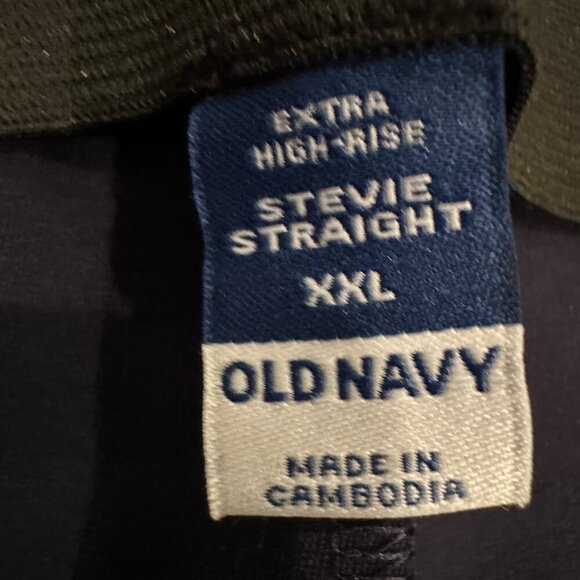 EXTRA
HIGH-RISE
STEVIE
STRAIGHT
XXL
OLD NAVY
MADE IN
CAMBODIA